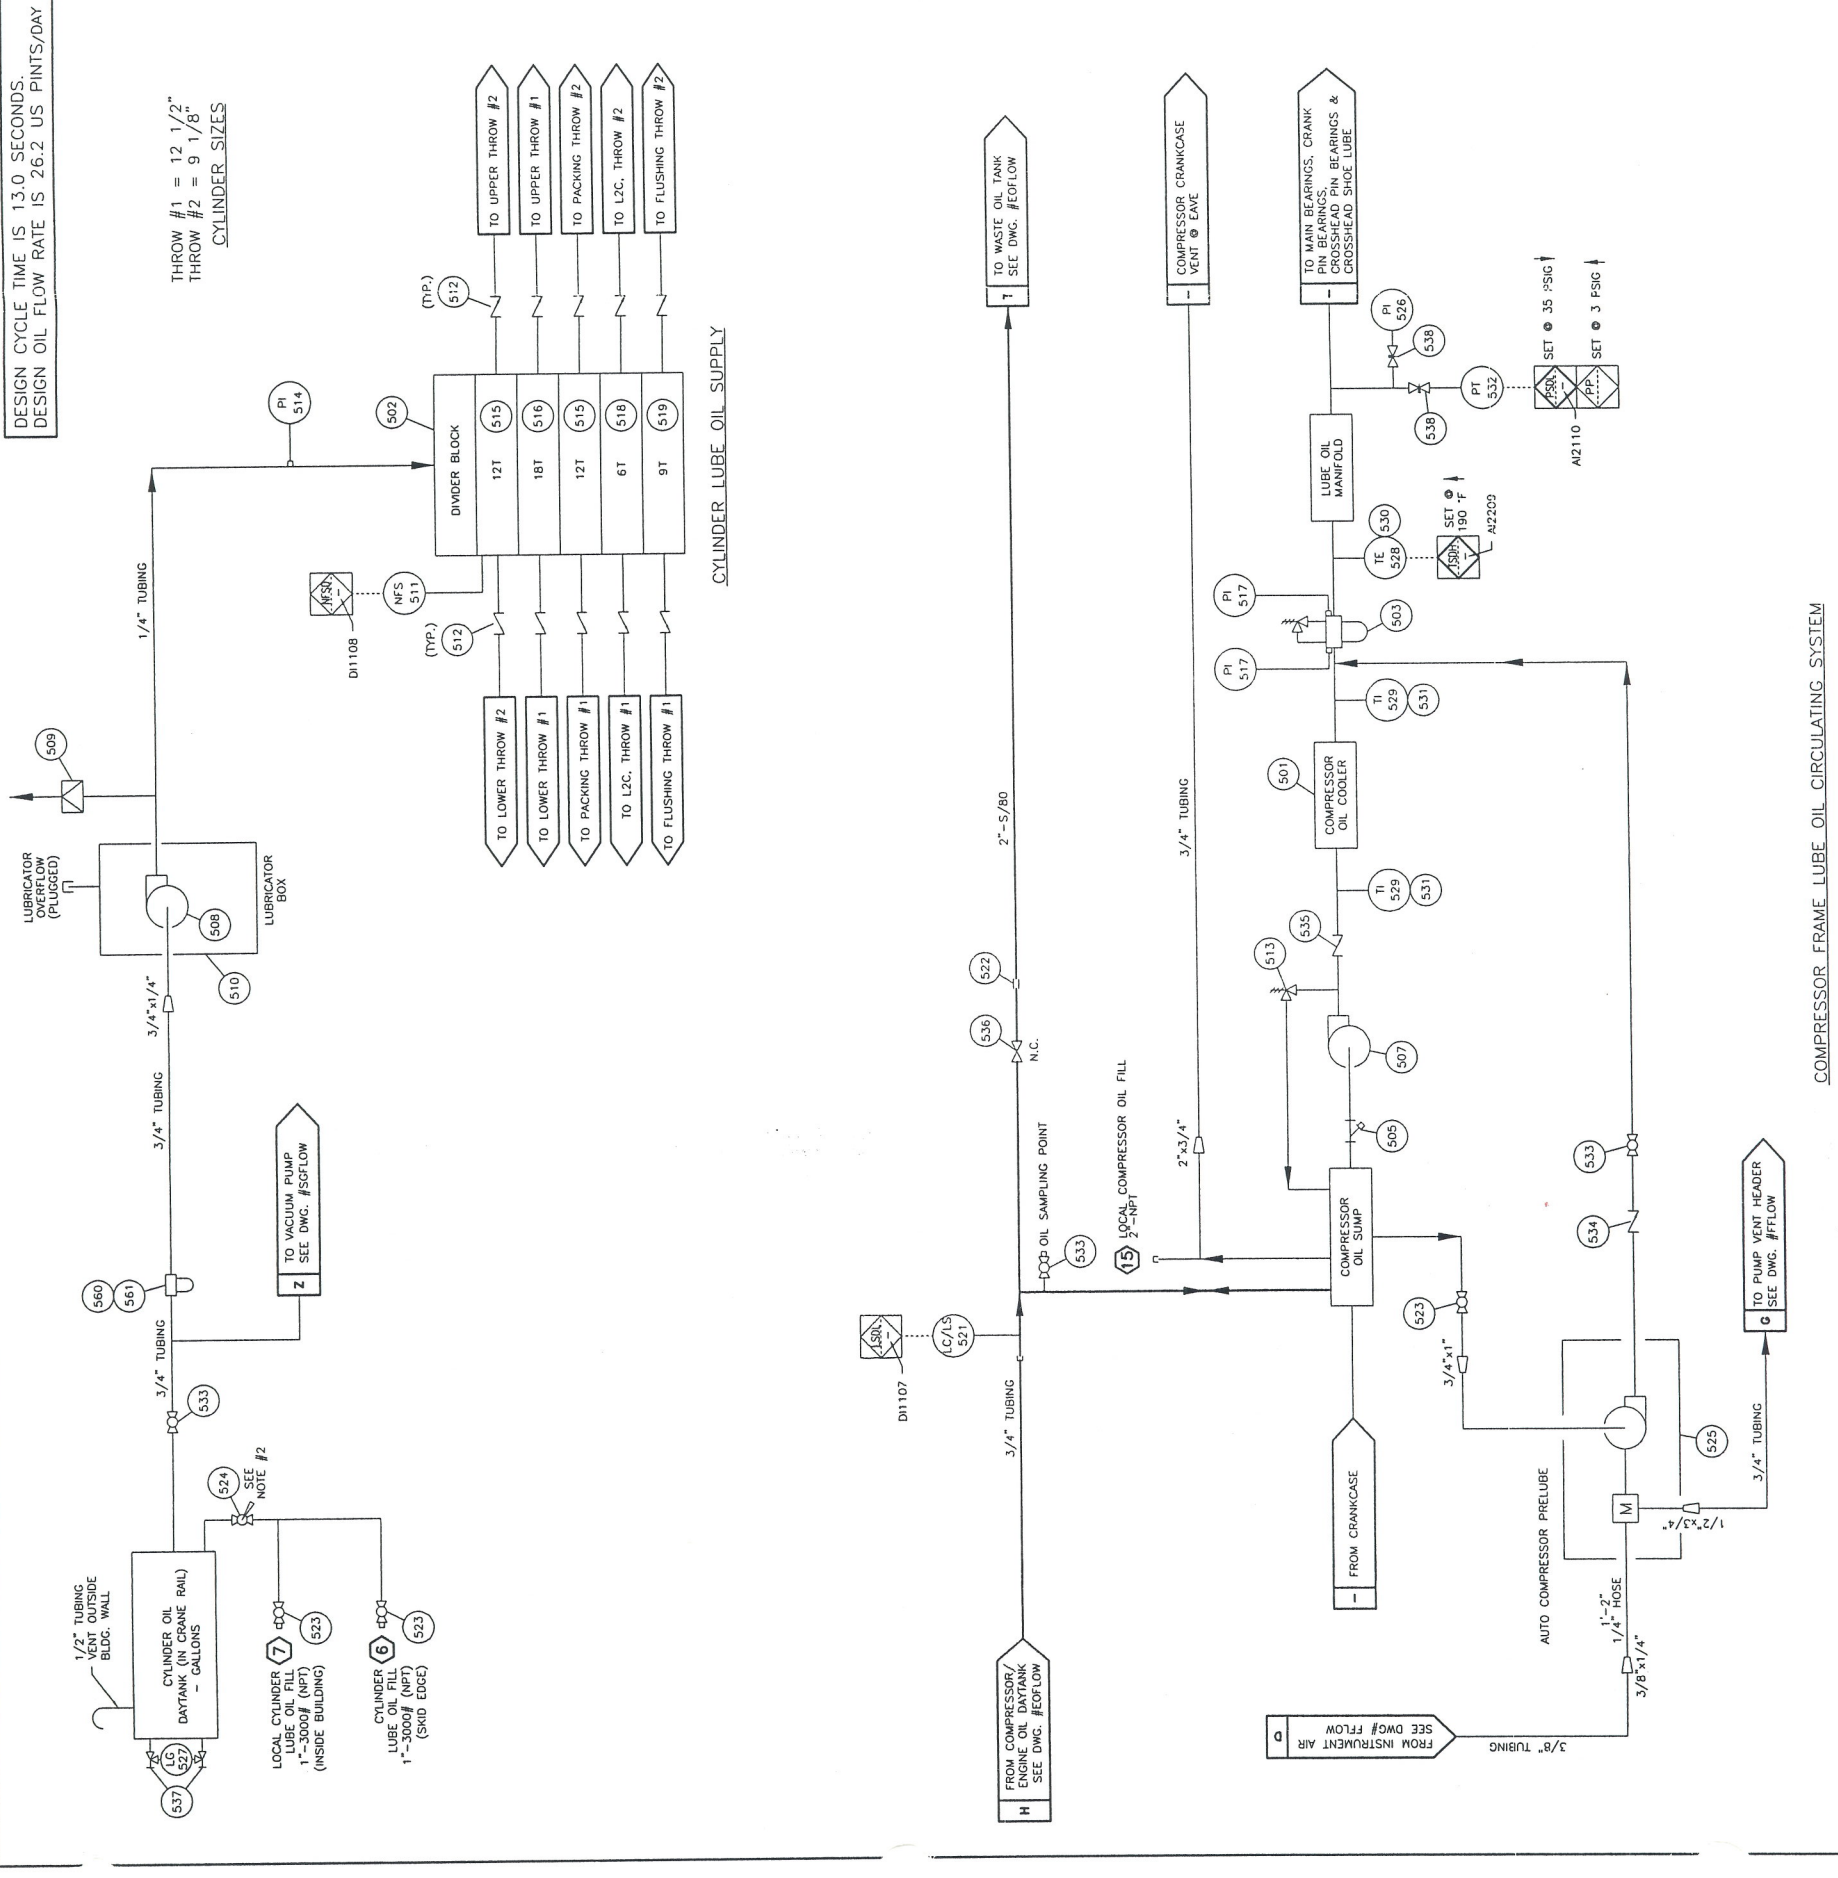 DESIGN CYCLE TIME IS 13.0 SECONDS.
DESIGN OIL FLOW RATE IS 26.2 US PINTS/DAY
THROW #1 = 12 1/2"
THROW #2 = 9 1/8"
CYLINDER SIZES
1/2" TUBING
VENT OUTSIDE
BLDG. WALL
CYLINDER OIL
DAYTANK (IN CRANE RAIL)
- GALLONS
LG
527
537
LOCAL CYLINDER
LUBE OIL FILL
1"-3000# (NPT)
(INSIDE BUILDING)
7
523
CYLINDER
LUBE OIL FILL
1"-3000# (NPT)
(SKID EDGE)
6
523
524
SEE
NOTE #2
533
3/4" TUBING
560
561
Z
TO VACUUM PUMP
SEE DWG. #SGFLOW
3/4" TUBING
3/4"x1/4"
510
508
LUBRICATOR
OVERFLOW
(PLUGGED)
LUBRICATOR
BOX
509
1/4" TUBING
PI
514
502
DIVIDER BLOCK
12T
515
18T
516
12T
515
6T
518
9T
519
NFS
511
DI1108
(TYP.)
512
(TYP.)
512
TO LOWER THROW #2
TO LOWER THROW #1
TO PACKING THROW #1
TO L2C, THROW #1
TO FLUSHING THROW #1
TO UPPER THROW #2
TO UPPER THROW #1
TO PACKING THROW #2
TO L2C, THROW #2
TO FLUSHING THROW #2
CYLINDER LUBE OIL SUPPLY
H
FROM COMPRESSOR/
ENGINE OIL DAYTANK
SEE DWG. #EOFLOW
3/4" TUBING
DI1107
LSDL
-
LC/LS
521
OIL SAMPLING POINT
533
536
N.C.
522
2"-S/80
TO WASTE OIL TANK
SEE DWG. #EOFLOW
15
LOCAL COMPRESSOR OIL FILL
2"-NPT
2"x3/4"
3/4" TUBING
-
COMPRESSOR CRANKCASE
VENT @ EAVE
-
FROM CRANKCASE
COMPRESSOR
OIL SUMP
505
507
513
535
TI
529
531
501
COMPRESSOR
OIL COOLER
TI
529
531
PI
517
PI
517
503
TE
528
530
SET @
190 °F
AI2209
LUBE OIL
MANIFOLD
538
538
PI
526
PT
532
PSDL
-
PP
-
SET @ 35 PSIG
SET @ 3 PSIG
AI2110
-
TO MAIN BEARINGS, CRANK
PIN BEARINGS,
CROSSHEAD PIN BEARINGS &
CROSSHEAD SHOE LUBE
523
3/4"x1"
AUTO COMPRESSOR PRELUBE
M
525
534
533
D
FROM INSTRUMENT AIR
SEE DWG# FFLOW
3/8" TUBING
3/8"x1/4"
1'-2"
1/4" HOSE
1/2"x3/4"
3/4" TUBING
G
TO PUMP VENT HEADER
SEE DWG. #FFLOW
COMPRESSOR FRAME LUBE OIL CIRCULATING SYSTEM